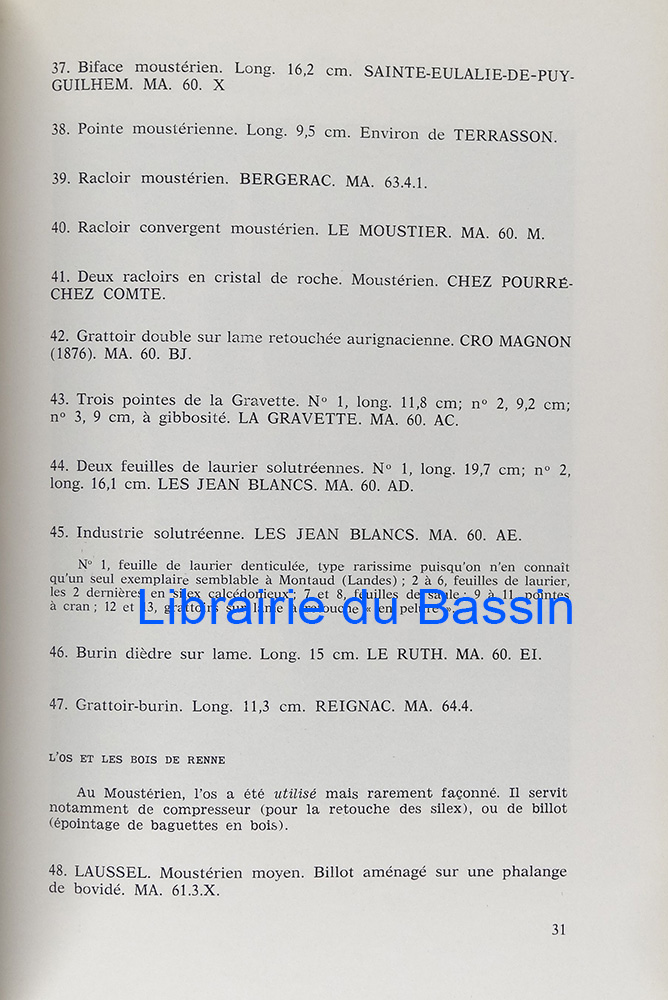 37. Biface moustérien. Long. 16,2 cm. SAINTE-EULALIE-DE-PUY-
GUILHEM. MA. 60. X
38. Pointe moustérienne. Long. 9,5 cm. Environ de TERRASSON.
39. Racloir moustérien. BERGERAC. MA. 63.4.1.
40. Racloir convergent moustérien. LE MOUSTIER. MA. 60. M.
41. Deux racloirs en cristal de roche. Moustérien. CHEZ POURRÉ-
CHEZ COMTE.
42. Grattoir double sur lame retouchée aurignacienne. CRO MAGNON
(1876). MA. 60. BJ.
43. Trois pointes de la Gravette. N° 1, long. 11,8 cm; n° 2, 9,2 cm;
n° 3, 9 cm, à gibbosité. LA GRAVETTE. MA. 60. AC.
44. Deux feuilles de laurier solutréennes. N° 1, long. 19,7 cm; n° 2,
long. 16,1 cm. LES JEAN BLANCS. MA. 60. AD.
45. Industrie solutréenne. LES JEAN BLANCS. MA. 60. AE.
N° 1, feuille de laurier denticulée, type rarissime puisqu'on n'en connaît
qu'un seul exemplaire semblable à Montaud (Landes) ; 2 à 6, feuilles de laurier,
les 2 dernières en silex calcédonieux ; 7 et 8, feuilles de saule ; 9 à 11, pointes
à cran ; 12 et 13, grattoirs sur lame à retouche « en pelure ».
Librairie du Bassin
46. Burin dièdre sur lame. Long. 15 cm. LE RUTH. MA. 60. EI.
47. Grattoir-burin. Long. 11,3 cm. REIGNAC. MA. 64.4.
L'OS ET LES BOIS DE RENNE
Au Moustérien, l'os a été utilisé mais rarement façonné. Il servit
notamment de compresseur (pour la retouche des silex), ou de billot
(épointage de baguettes en bois).
48. LAUSSEL. Moustérien moyen. Billot aménagé sur une phalange
de bovidé. MA. 61.3.X.
31